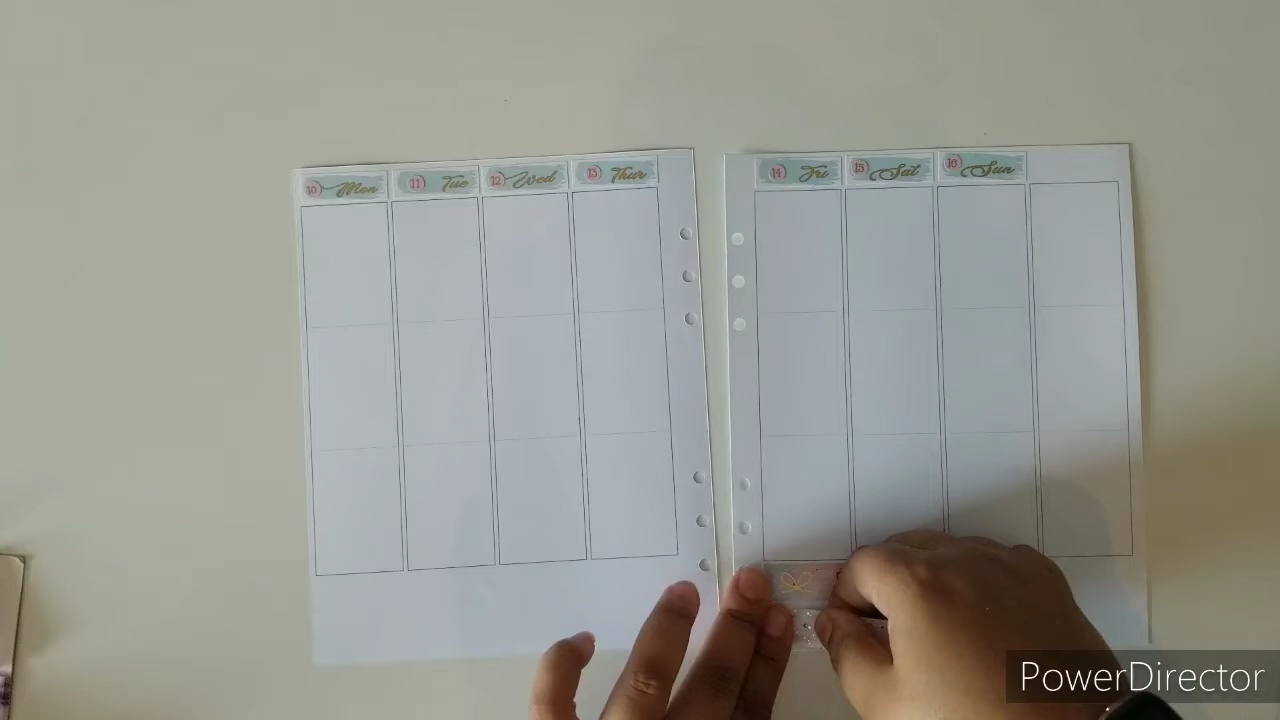 10 Mon
11 Tue
12 Wed
13 Thur
14 Fri
15 Sat
16 Sun
PowerDirector